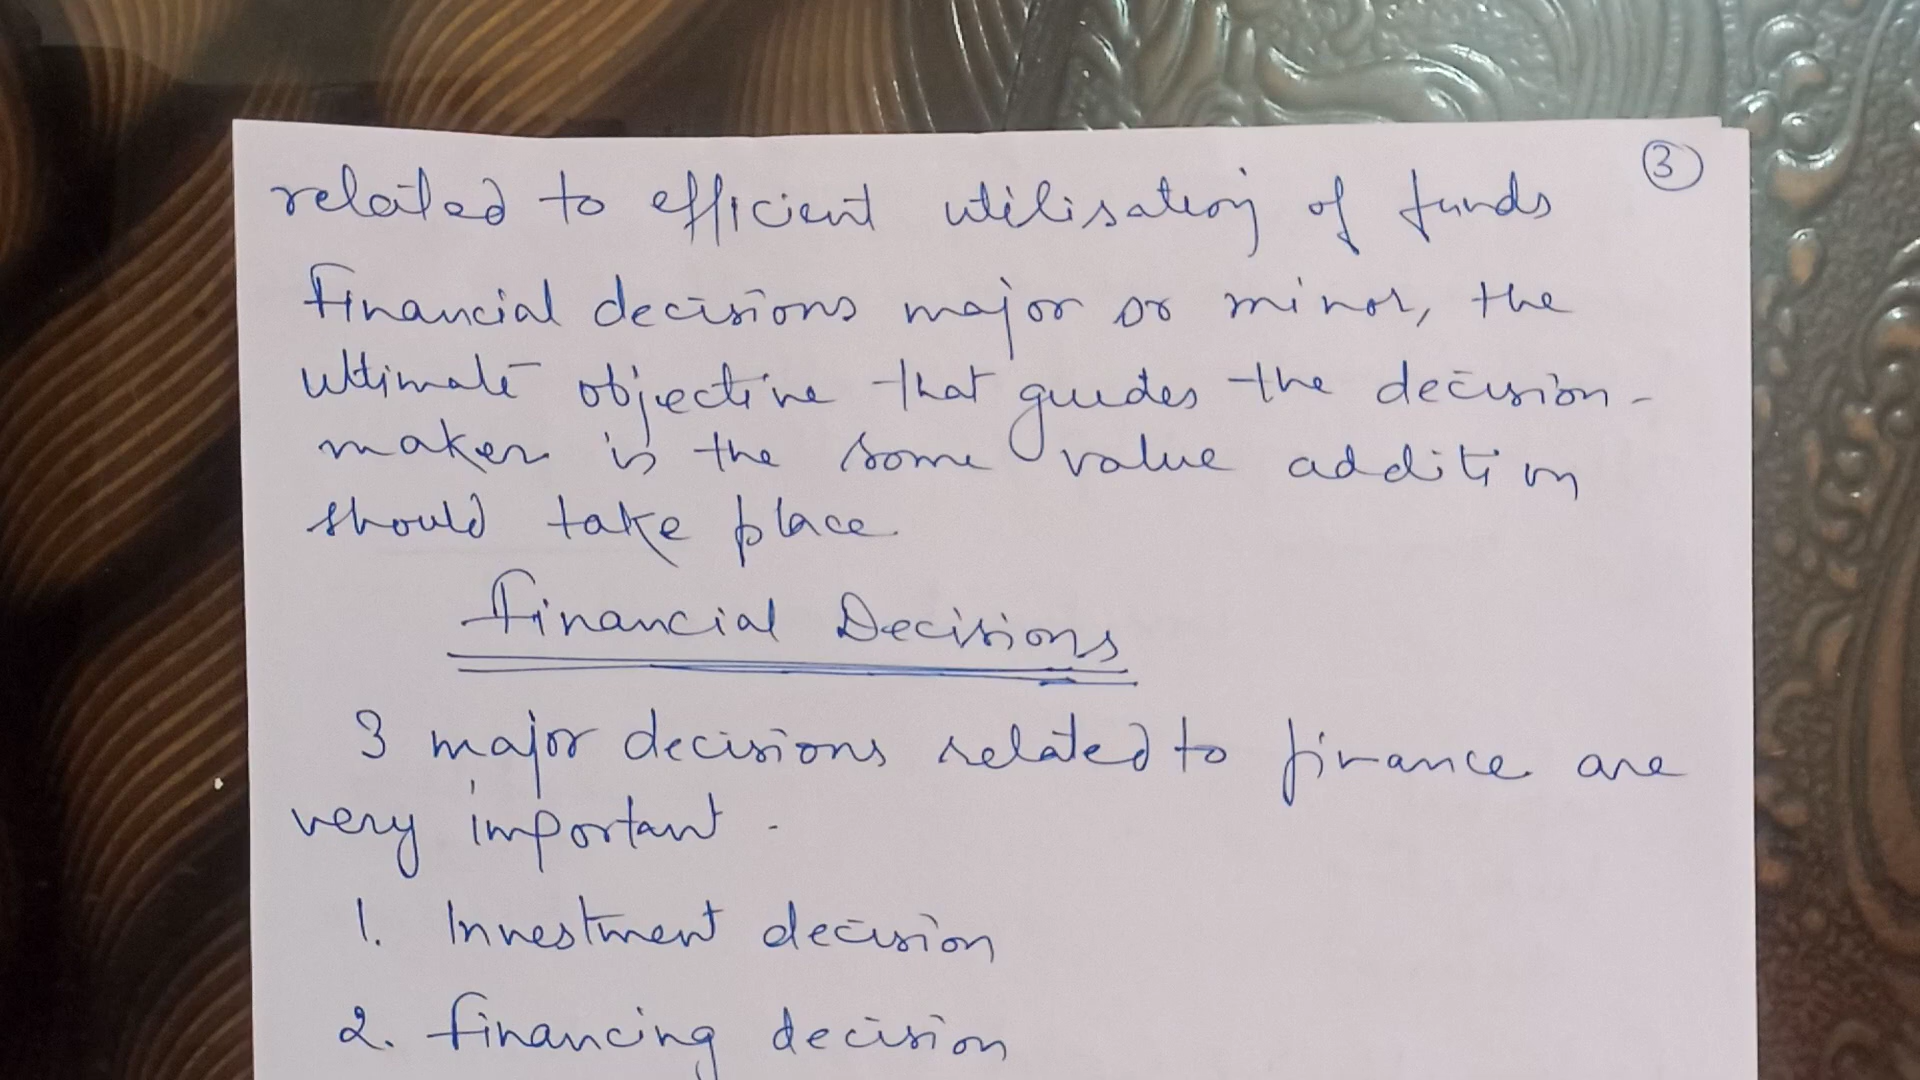 3
related to efficient utilisation of funds
Financial decisions major or minor, the
ultimate objective that guides the decision-
maker is the some value addition
should take place
Financial Decisions
3 major decisions related to finance are
very important.
1. Investment decision
2. Financing decision